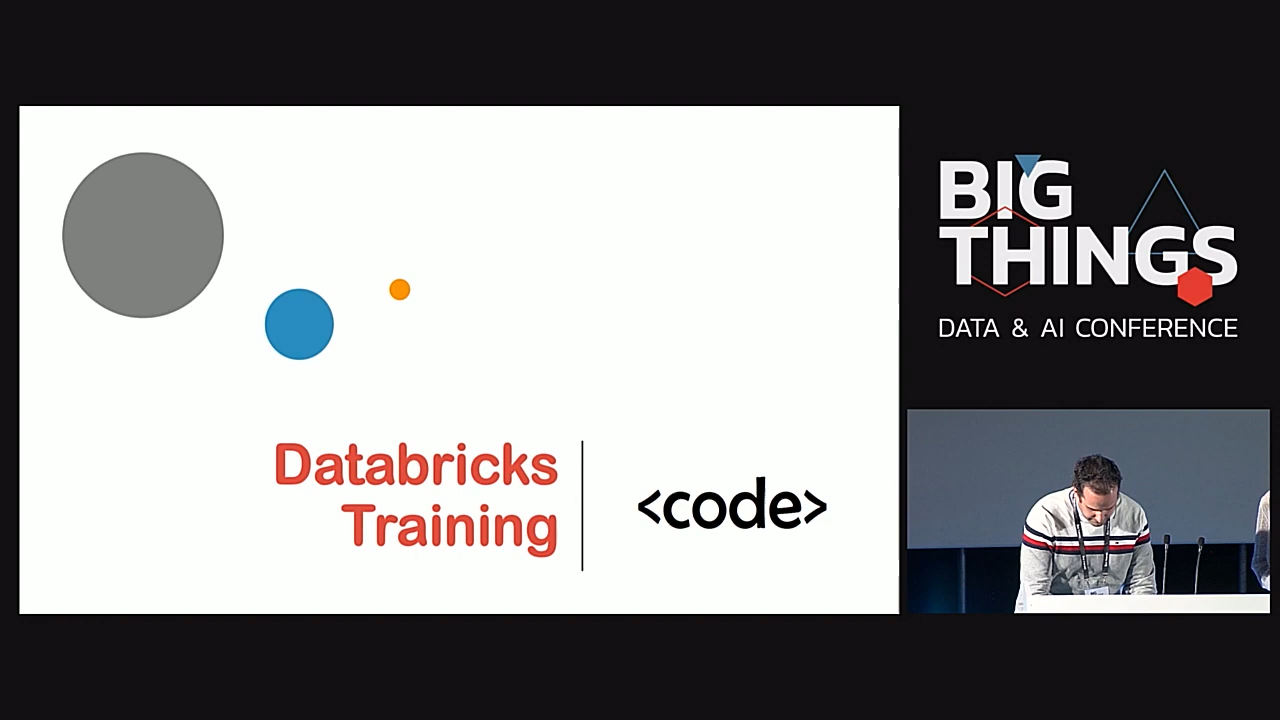 Databricks
Training
<code>
BIG
THINGS
DATA & AI CONFERENCE